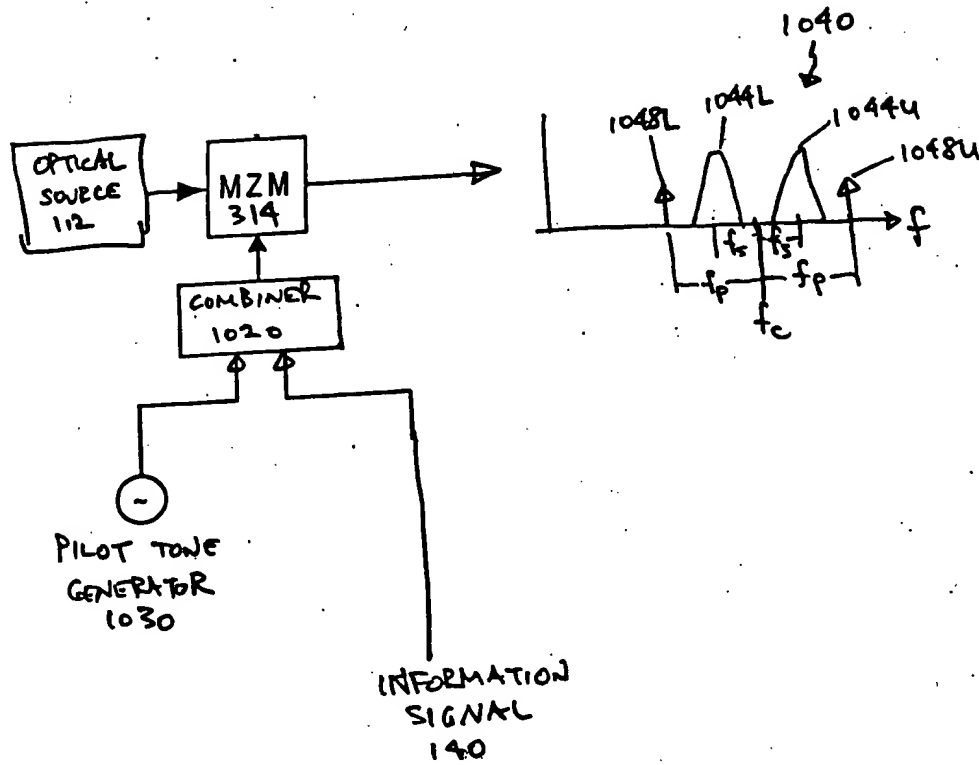 1040
1048L
1044L
1044U
1048U
OPTICAL
SOURCE
112
MZM
314
f
fs
fs
fp
fp
fc
COMBINER
1020
~
PILOT TONE
GENERATOR
1030
INFORMATION
SIGNAL
140